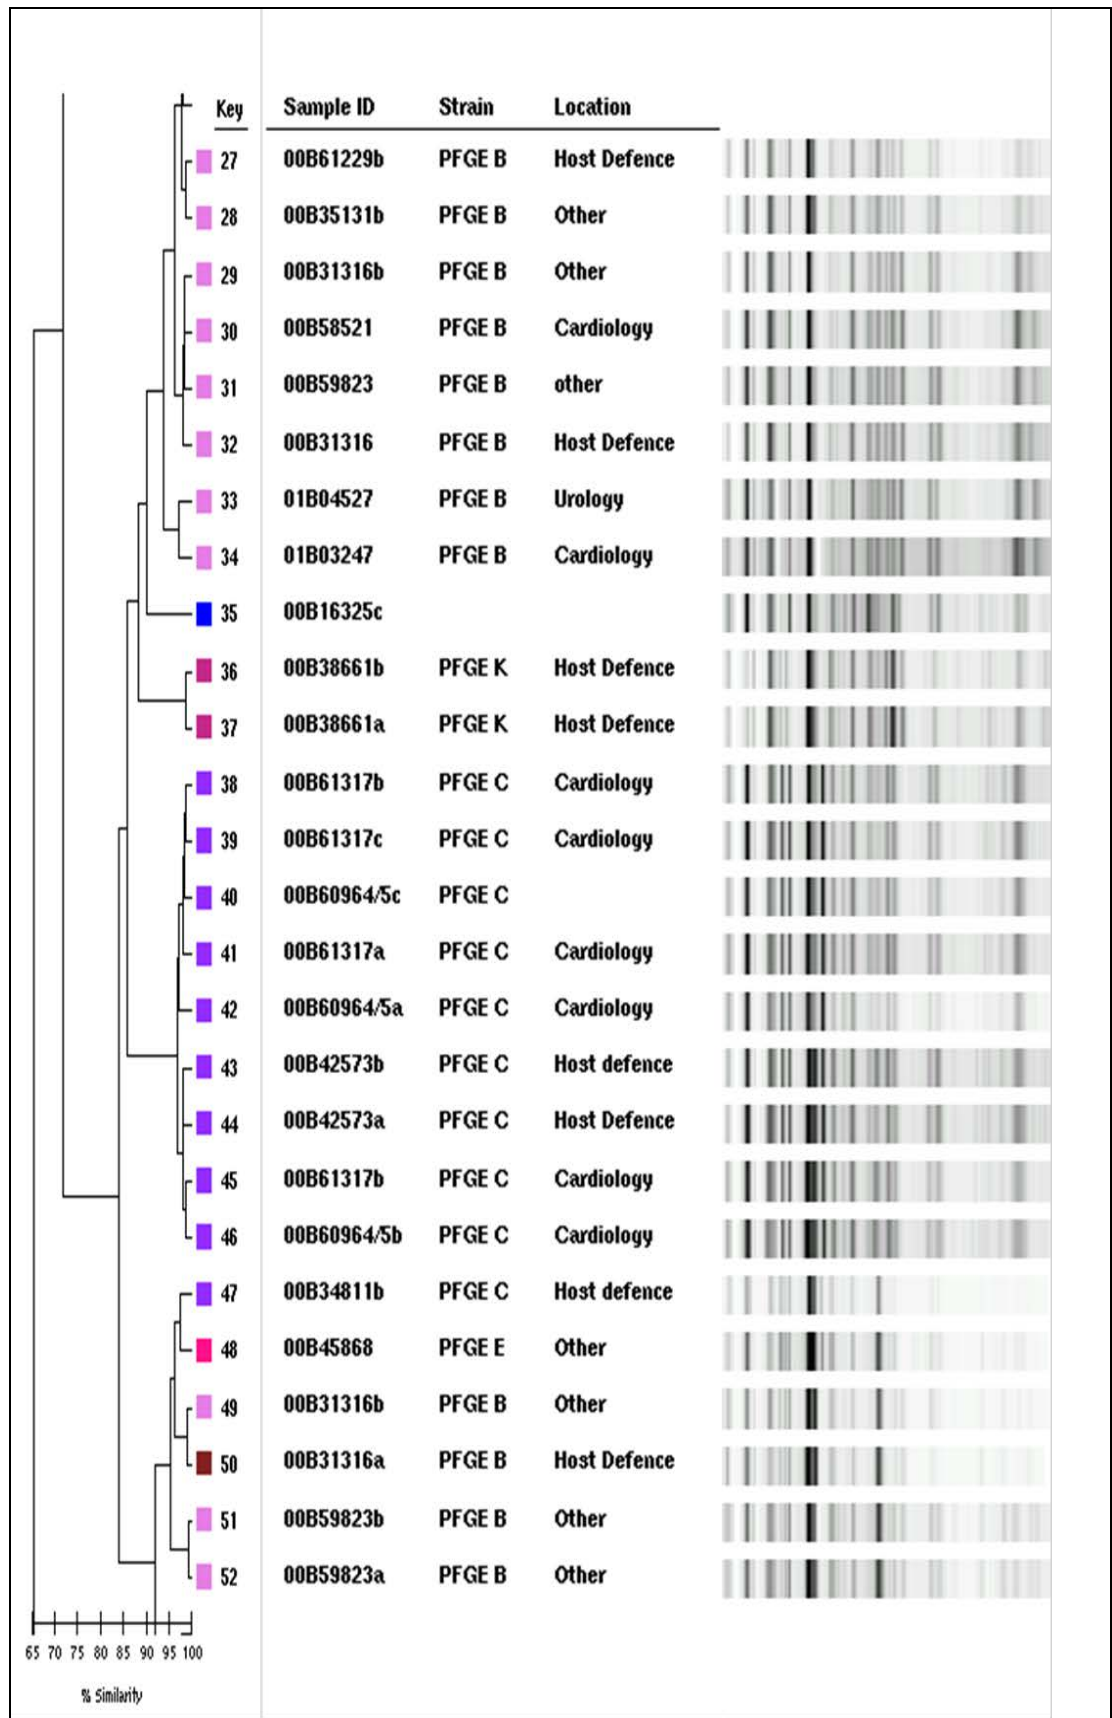 Key Sample ID Strain Location
27 00B61229b PFGE B Host Defence
28 00B35131b PFGE B Other
29 00B31316b PFGE B Other
30 00B58521 PFGE B Cardiology
31 00B59823 PFGE B other
32 00B31316 PFGE B Host Defence
33 01B04527 PFGE B Urology
34 01B03247 PFGE B Cardiology
35 00B16325c
36 00B38661b PFGE K Host Defence
37 00B38661a PFGE K Host Defence
38 00B61317b PFGE C Cardiology
39 00B61317c PFGE C Cardiology
40 00B60964/5c PFGE C
41 00B61317a PFGE C Cardiology
42 00B60964/5a PFGE C Cardiology
43 00B42573b PFGE C Host defence
44 00B42573a PFGE C Host Defence
45 00B61317b PFGE C Cardiology
46 00B60964/5b PFGE C Cardiology
47 00B34811b PFGE C Host defence
48 00B45868 PFGE E Other
49 00B31316b PFGE B Other
50 00B31316a PFGE B Host Defence
51 00B59823b PFGE B Other
52 00B59823a PFGE B Other
65 70 75 80 85 90 95 100
% Similarity